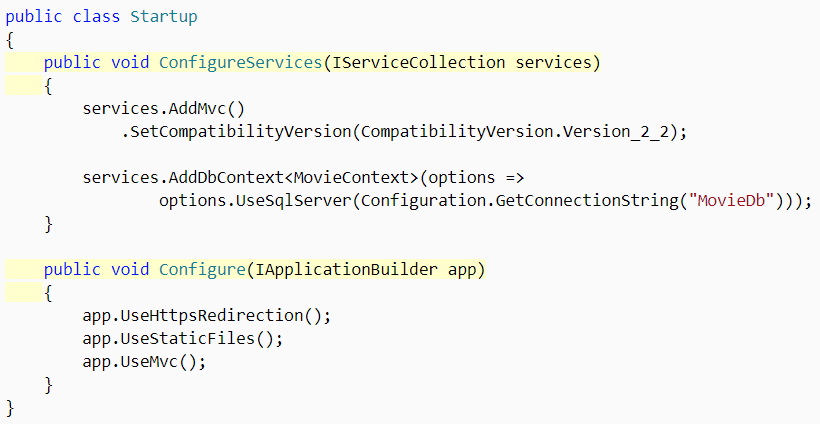 public class Startup
{
    public void ConfigureServices(IServiceCollection services)
    {
        services.AddMvc()
            .SetCompatibilityVersion(CompatibilityVersion.Version_2_2);

        services.AddDbContext<MovieContext>(options =>
                options.UseSqlServer(Configuration.GetConnectionString("MovieDb")));
    }

    public void Configure(IApplicationBuilder app)
    {
        app.UseHttpsRedirection();
        app.UseStaticFiles();
        app.UseMvc();
    }
}